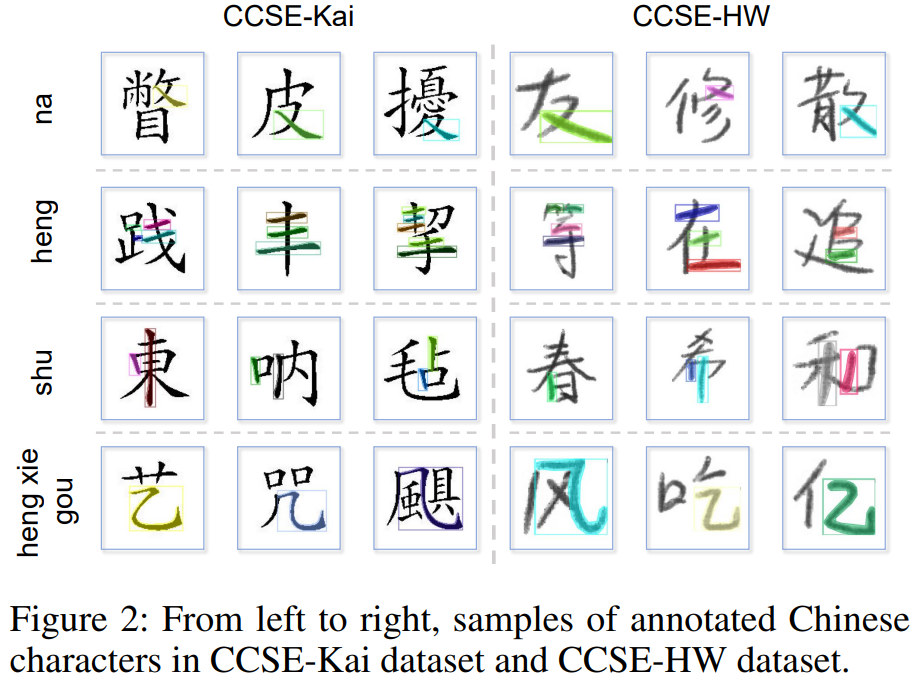 CCSE-Kai CCSE-HW
na 瞥 皮 擾 友 修 散
heng 践 丰 挈 等 在 追
shu 東 呐 毡 春 希 和
heng xie gou 艺 咒 颶 风 吃 亿
Figure 2: From left to right, samples of annotated Chinese
characters in CCSE-Kai dataset and CCSE-HW dataset.